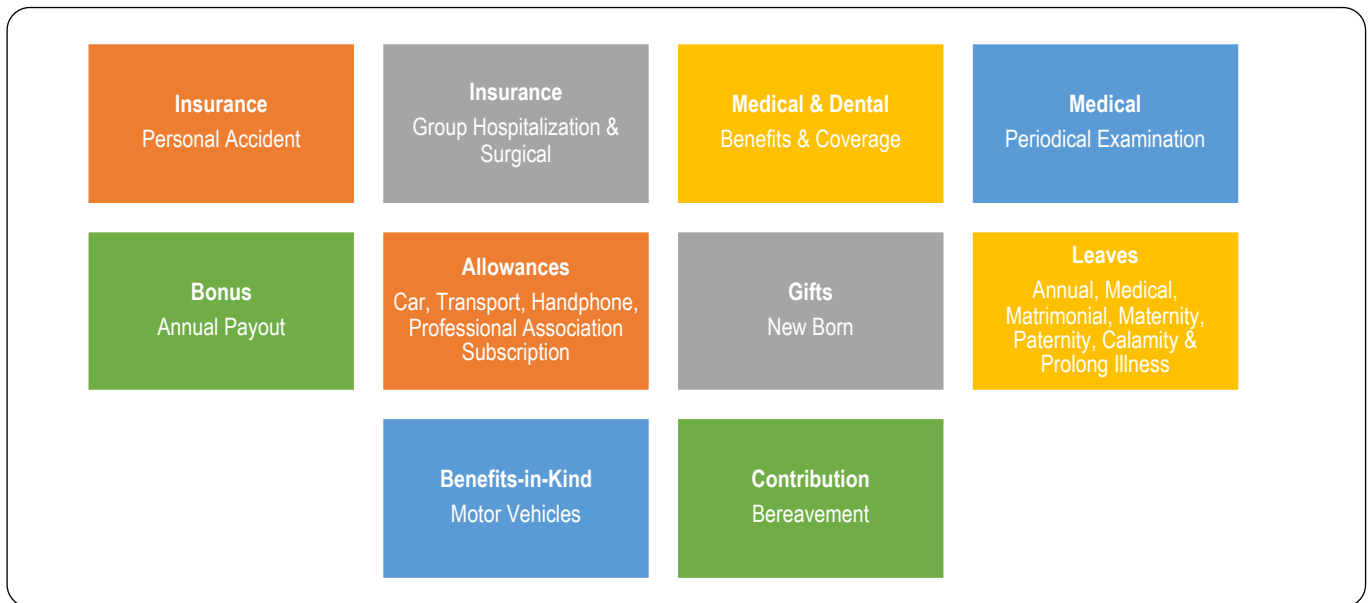 Insurance
Personal Accident
Insurance
Group Hospitalization &
Surgical
Medical & Dental
Benefits & Coverage
Medical
Periodical Examination
Bonus
Annual Payout
Allowances
Car, Transport, Handphone,
Professional Association
Subscription
Gifts
New Born
Leaves
Annual, Medical,
Matrimonial, Maternity,
Paternity, Calamity &
Prolong Illness
Benefits-in-Kind
Motor Vehicles
Contribution
Bereavement